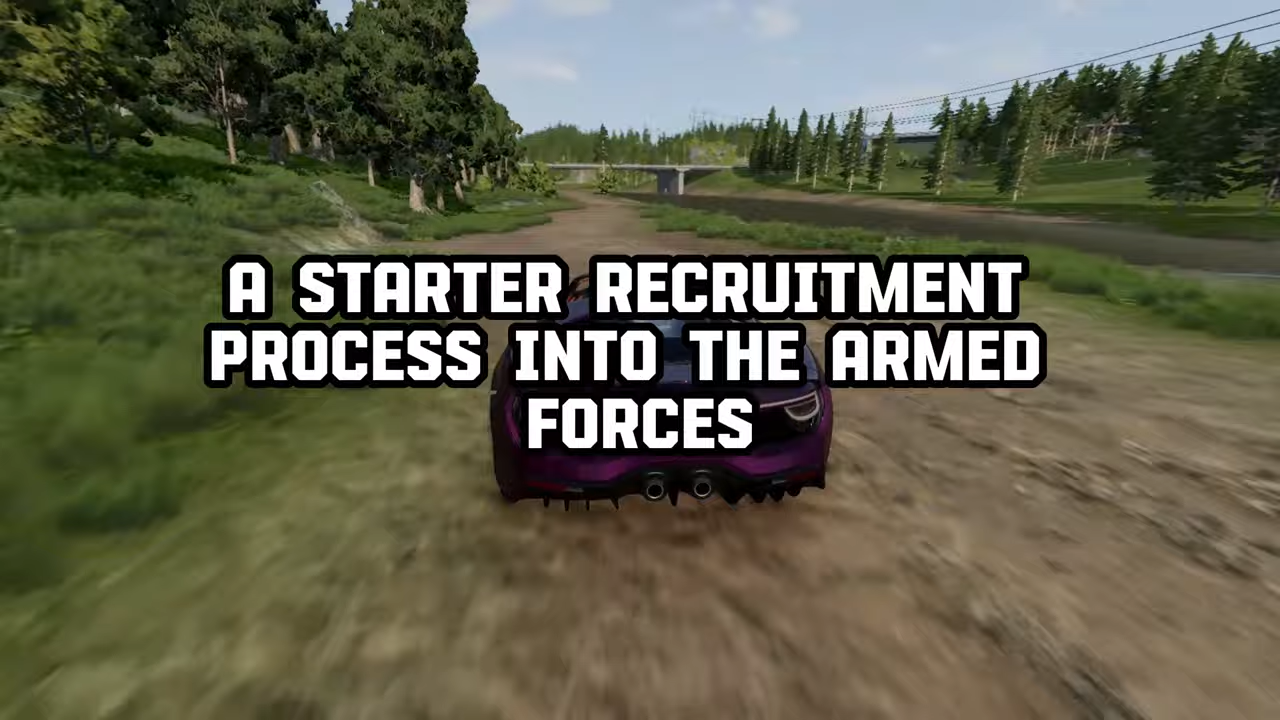 A STARTER RECRUITMENT
PROCESS INTO THE ARMED
FORCES